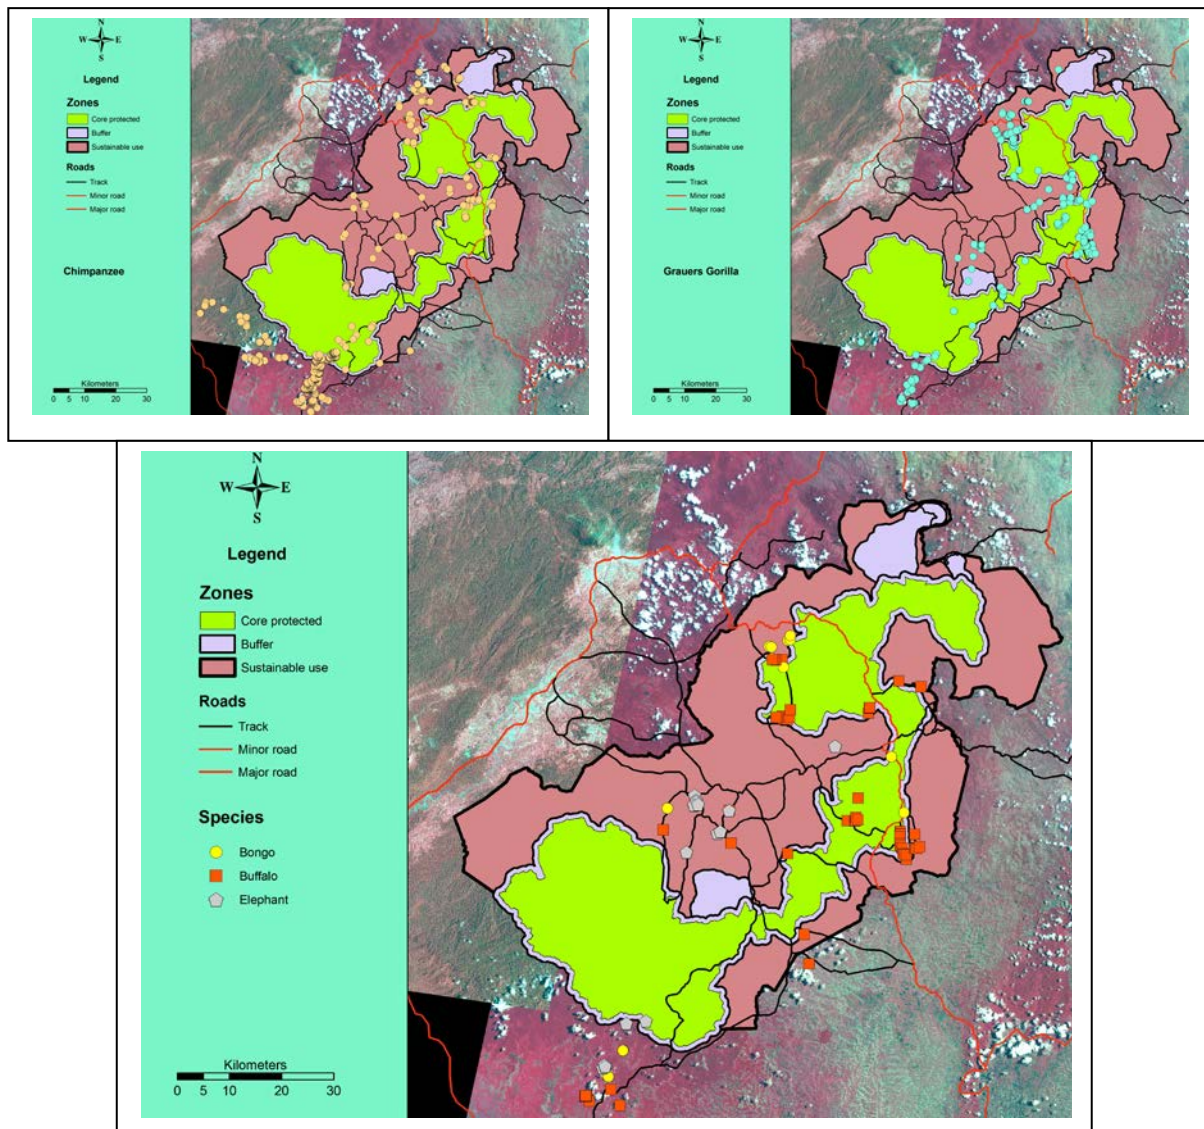 N
W E
S
Legend
Zones
Core protected
Buffer
Sustainable use
Roads
Track
Minor road
Major road
Chimpanzee
Kilometers
0 5 10 20 30
N
W E
S
Legend
Zones
Core protected
Buffer
Sustainable use
Roads
Track
Minor road
Major road
Grauers Gorilla
Kilometers
0 5 10 20 30
N
W E
S
Legend
Zones
Core protected
Buffer
Sustainable use
Roads
Track
Minor road
Major road
Species
Bongo
Buffalo
Elephant
Kilometers
0 5 10 20 30